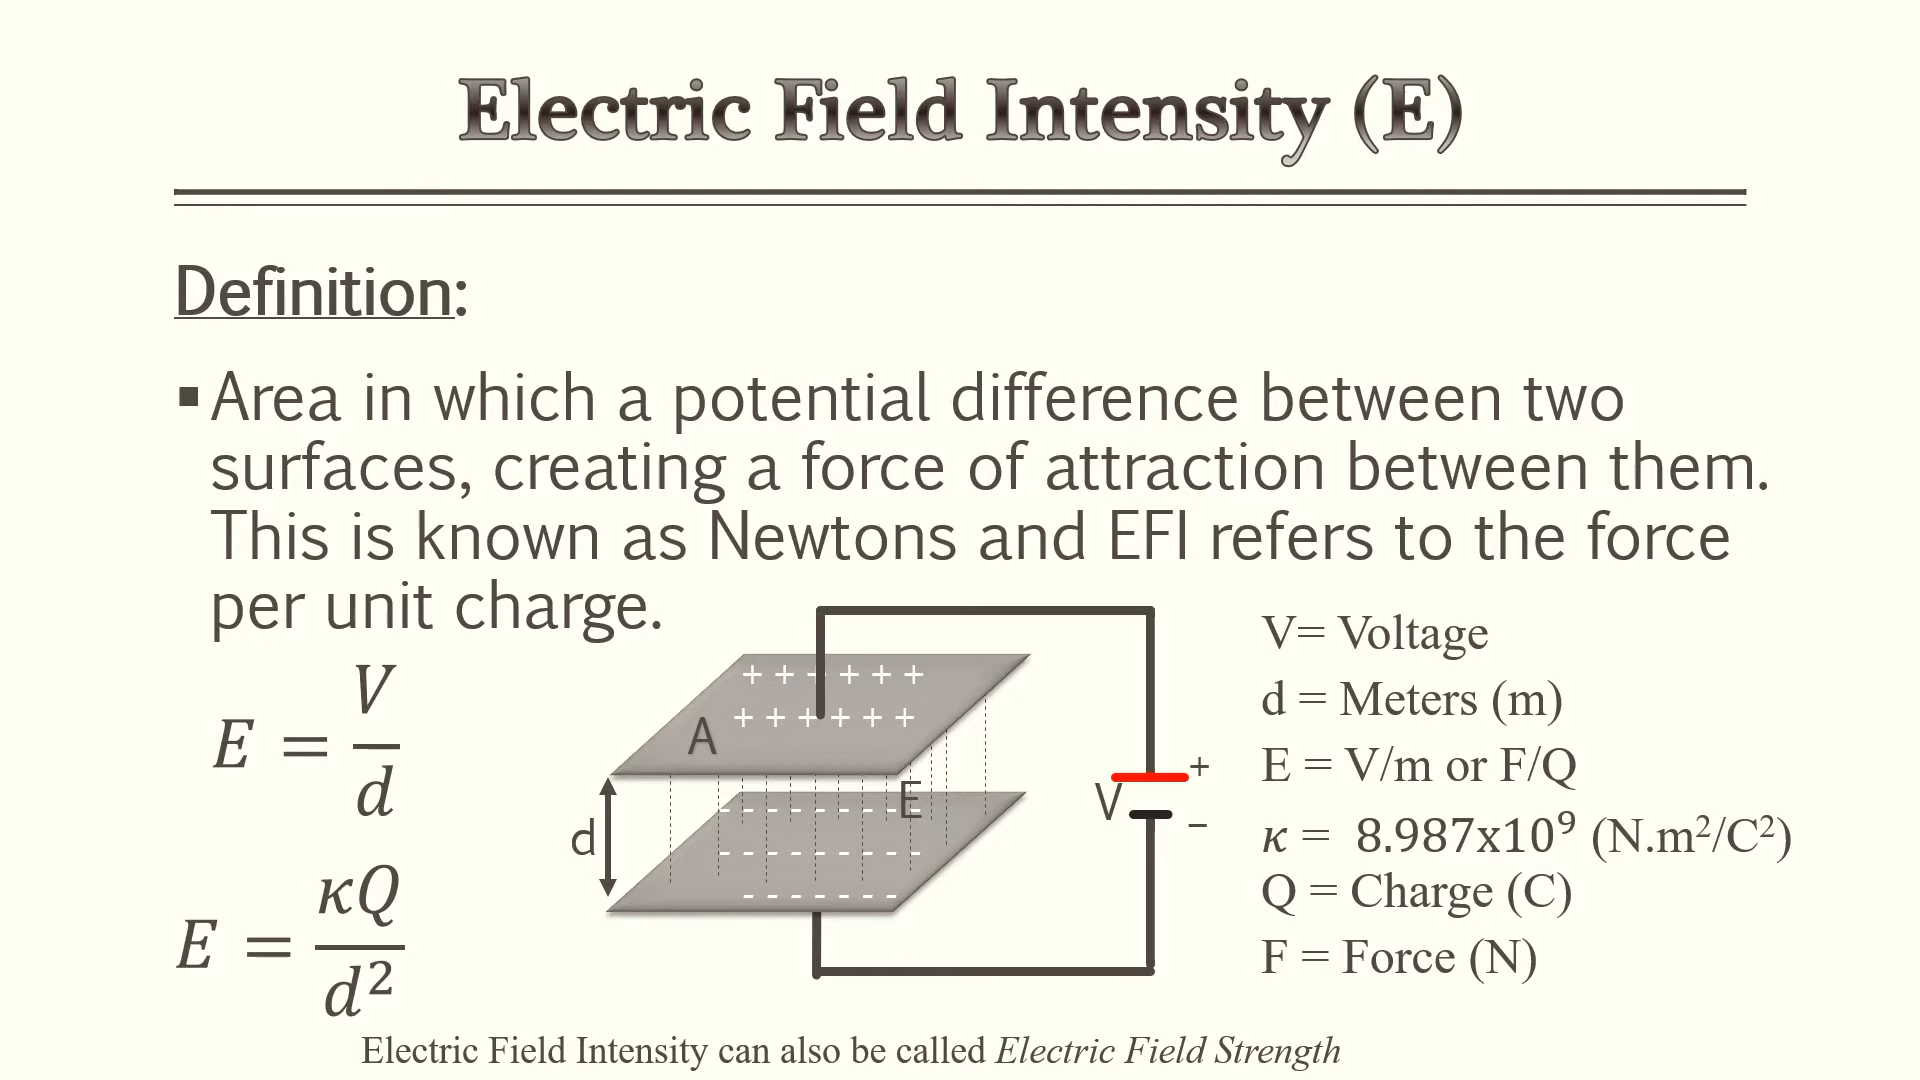 Electric Field Intensity (E)
Definition:
▪ Area in which a potential difference between two
surfaces, creating a force of attraction between them.
This is known as Newtons and EFI refers to the force
per unit charge.
E = V/d
E = κQ/d²
+ + + + + +
+ + + + + +
A
d
E
- - - - - - - - -
- - - - - - - - -
- - - - - - -
V
+
−
V= Voltage
d = Meters (m)
E = V/m or F/Q
κ = 8.987x10⁹ (N.m²/C²)
Q = Charge (C)
F = Force (N)
Electric Field Intensity can also be called Electric Field Strength